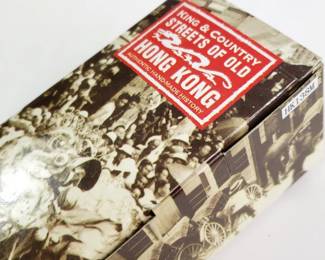 KING & COUNTRY
STREETS OF OLD
HONG KONG
AUTHENTIC HANDMADE HISTORY